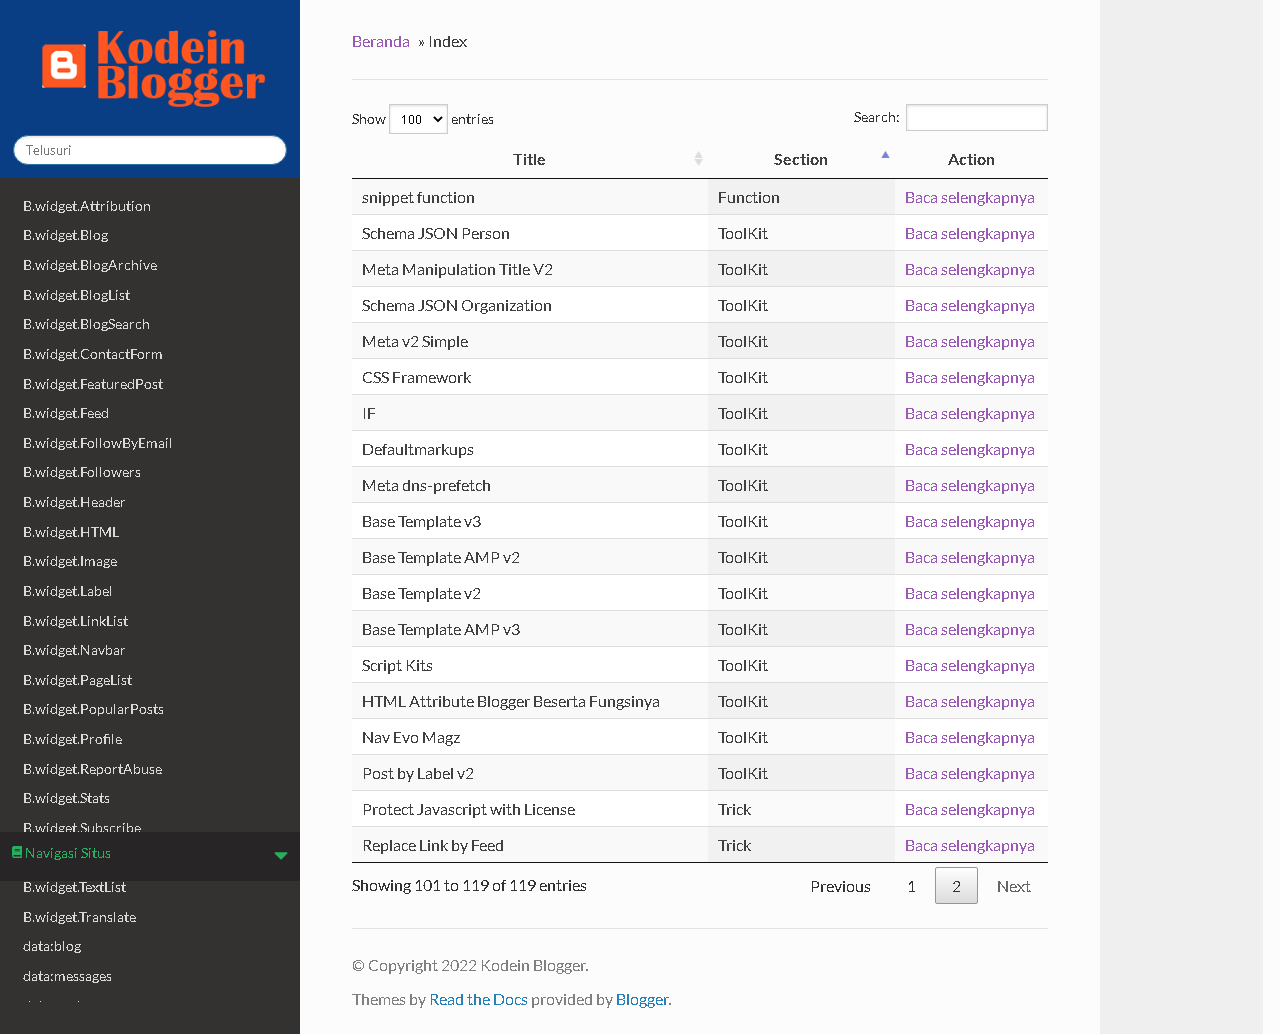 Kodein
Blogger
Telusuri
B.widget.Attribution
B.widget.Blog
B.widget.BlogArchive
B.widget.BlogList
B.widget.BlogSearch
B.widget.ContactForm
B.widget.FeaturedPost
B.widget.Feed
B.widget.FollowByEmail
B.widget.Followers
B.widget.Header
B.widget.HTML
B.widget.Image
B.widget.Label
B.widget.LinkList
B.widget.Navbar
B.widget.PageList
B.widget.PopularPosts
B.widget.Profile
B.widget.ReportAbuse
B.widget.Stats
B.widget.Subscribe
Navigasi Situs
B.widget.TextList
B.widget.Translate
data:blog
data:messages
Beranda » Index
Show 100 entries Search:
Title Section Action
snippet function Function Baca selengkapnya
Schema JSON Person ToolKit Baca selengkapnya
Meta Manipulation Title V2 ToolKit Baca selengkapnya
Schema JSON Organization ToolKit Baca selengkapnya
Meta v2 Simple ToolKit Baca selengkapnya
CSS Framework ToolKit Baca selengkapnya
IF ToolKit Baca selengkapnya
Defaultmarkups ToolKit Baca selengkapnya
Meta dns-prefetch ToolKit Baca selengkapnya
Base Template v3 ToolKit Baca selengkapnya
Base Template AMP v2 ToolKit Baca selengkapnya
Base Template v2 ToolKit Baca selengkapnya
Base Template AMP v3 ToolKit Baca selengkapnya
Script Kits ToolKit Baca selengkapnya
HTML Attribute Blogger Beserta Fungsinya ToolKit Baca selengkapnya
Nav Evo Magz ToolKit Baca selengkapnya
Post by Label v2 ToolKit Baca selengkapnya
Protect Javascript with License Trick Baca selengkapnya
Replace Link by Feed Trick Baca selengkapnya
Showing 101 to 119 of 119 entries Previous 1 2 Next
© Copyright 2022 Kodein Blogger.
Themes by Read the Docs provided by Blogger.